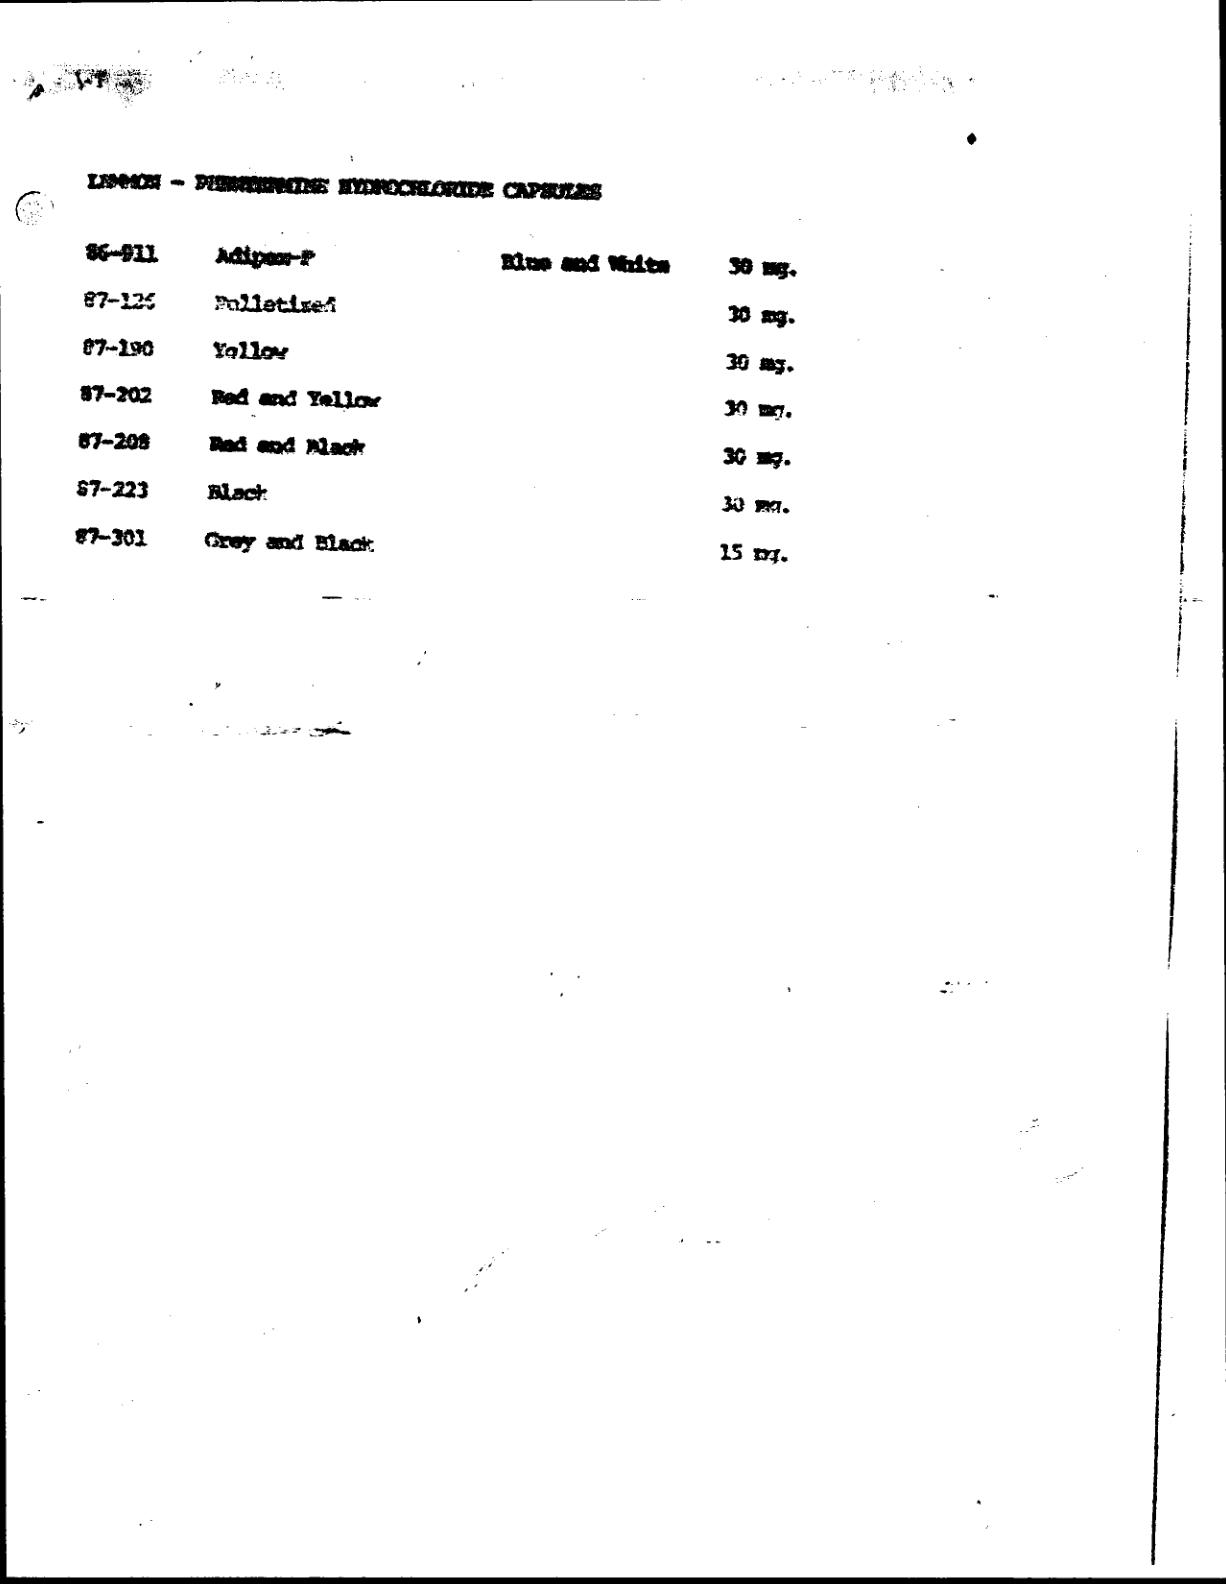 LEMMON - PHENTERMINE HYDROCHLORIDE CAPSULES
86-911 Adipex-P Blue and White 30 mg.
87-126 Pelletized 30 mg.
87-190 Yellow 30 mg.
87-202 Red and Yellow 30 mg.
87-208 Red and Black 30 mg.
87-223 Black 30 mg.
87-301 Grey and Black 15 mg.